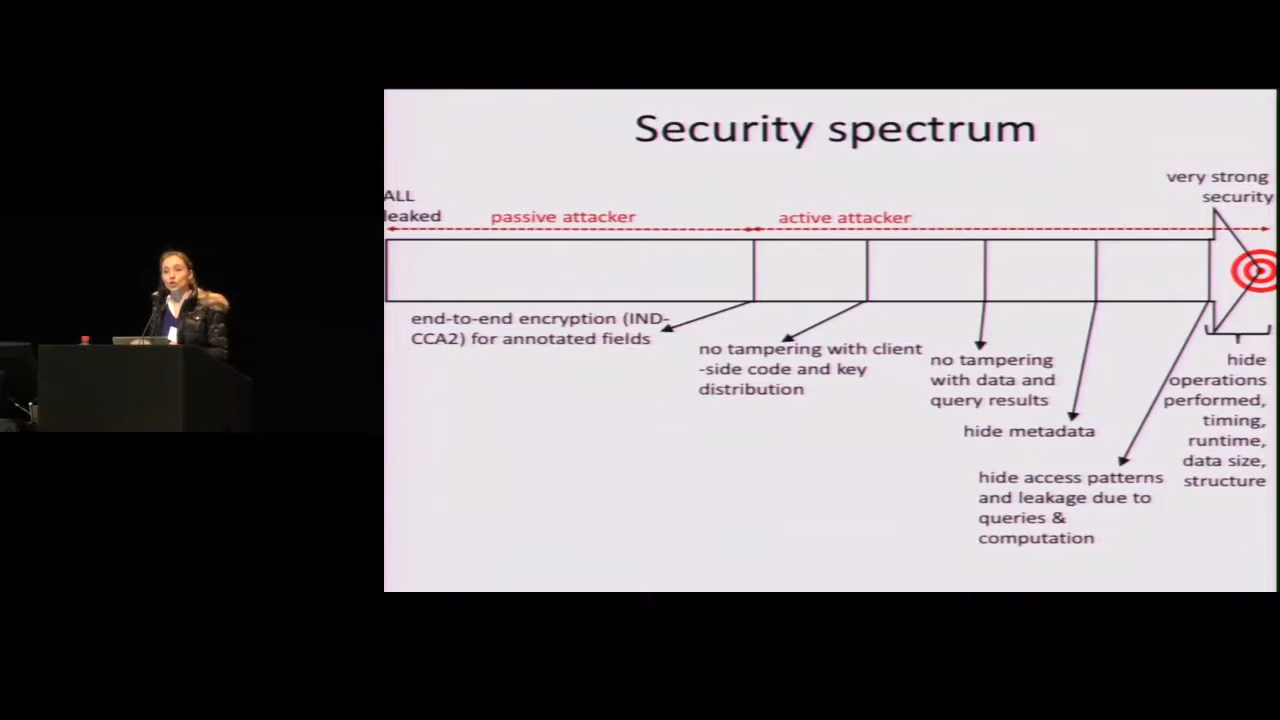 Security spectrum
very strong
security
ALL
leaked
passive attacker
active attacker
end-to-end encryption (IND-
CCA2) for annotated fields
no tampering with client
-side code and key
distribution
no tampering
with data and
query results
hide metadata
hide access patterns
and leakage due to
queries &
computation
hide
operations
performed,
timing,
runtime,
data size,
structure